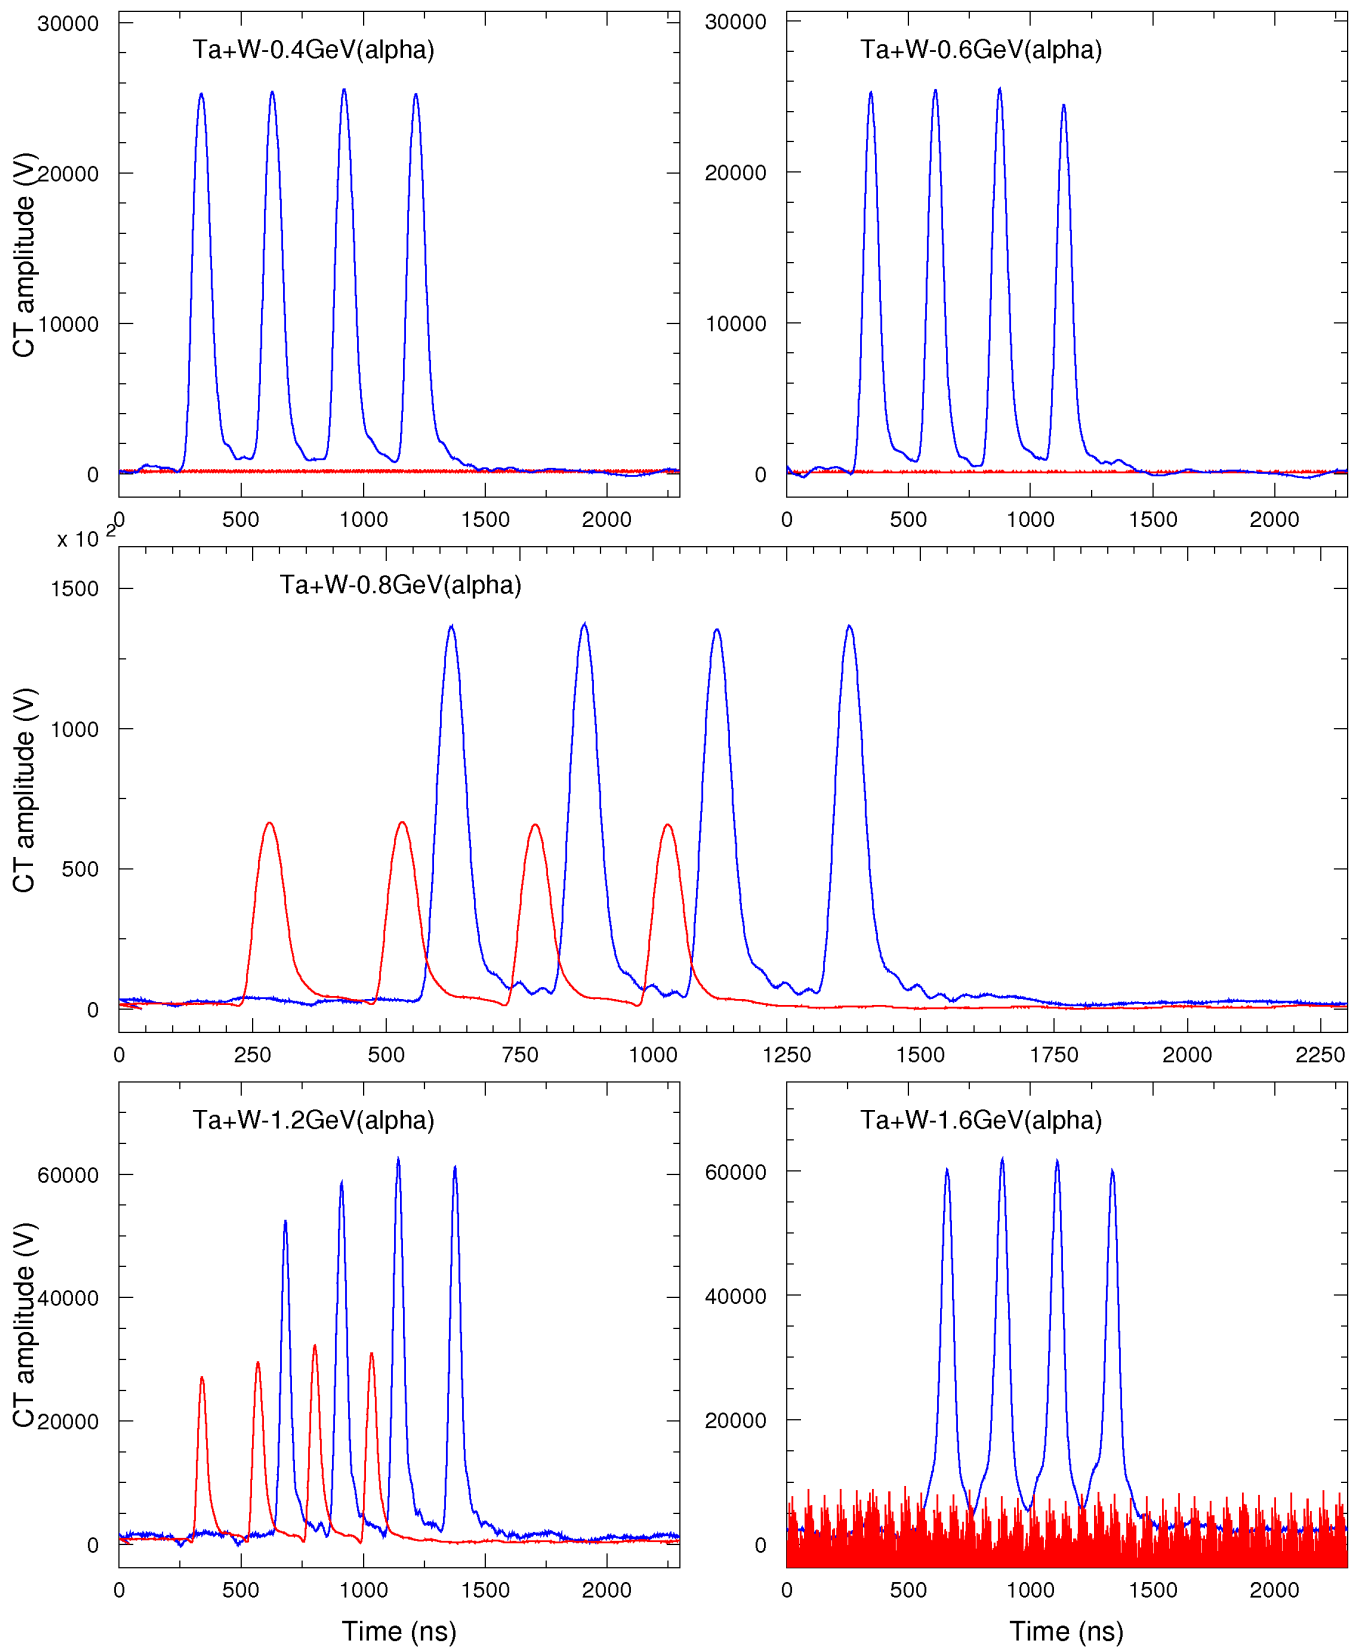 Ta+W-0.4GeV(alpha)
CT amplitude (V)
30000
20000
10000
0
0 500 1000 1500 2000
Ta+W-0.6GeV(alpha)
30000
20000
10000
0
0 500 1000 1500 2000
x 10 2
Ta+W-0.8GeV(alpha)
CT amplitude (V)
1500
1000
500
0
0 250 500 750 1000 1250 1500 1750 2000 2250
Ta+W-1.2GeV(alpha)
CT amplitude (V)
60000
40000
20000
0
0 500 1000 1500 2000
Time (ns)
Ta+W-1.6GeV(alpha)
60000
40000
20000
0
0 500 1000 1500 2000
Time (ns)